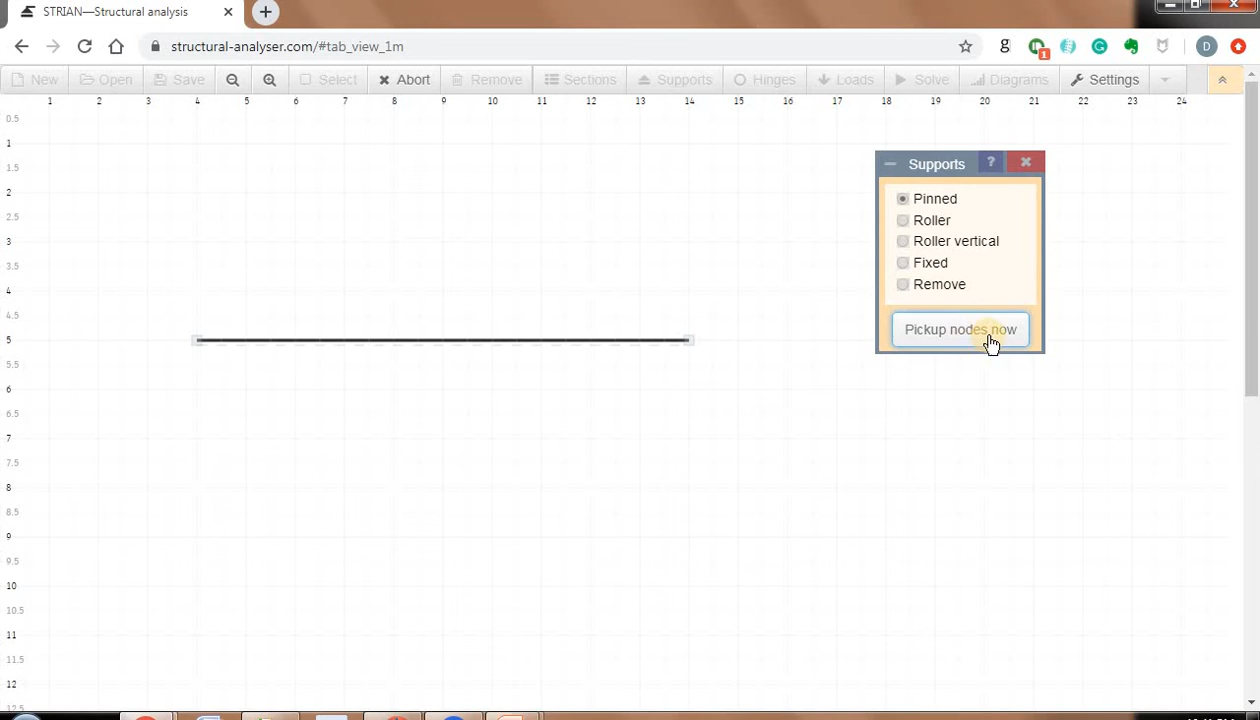 STRIAN—Structural analysis
structural-analyser.com/#tab_view_1m
g 1 D
New Open Save Select Abort Remove Sections Supports Hinges Loads Solve Diagrams Settings
1 2 3 4 5 6 7 8 9 10 11 12 13 14 15 16 17 18 19 20 21 22 23 24
0.5
1
1.5
2
2.5
3
3.5
4
4.5
5
5.5
6
6.5
7
7.5
8
8.5
9
9.5
10
10.5
11
11.5
12
12.5
Supports ?
Pinned
Roller
Roller vertical
Fixed
Remove
Pickup nodes now